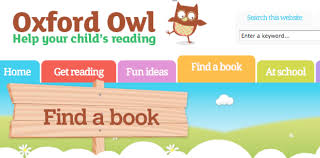 Oxford Owl
Help your child's reading
Search this website
Enter a keyword...
Home
Get reading
Fun ideas
Find a book
At school
Find a book